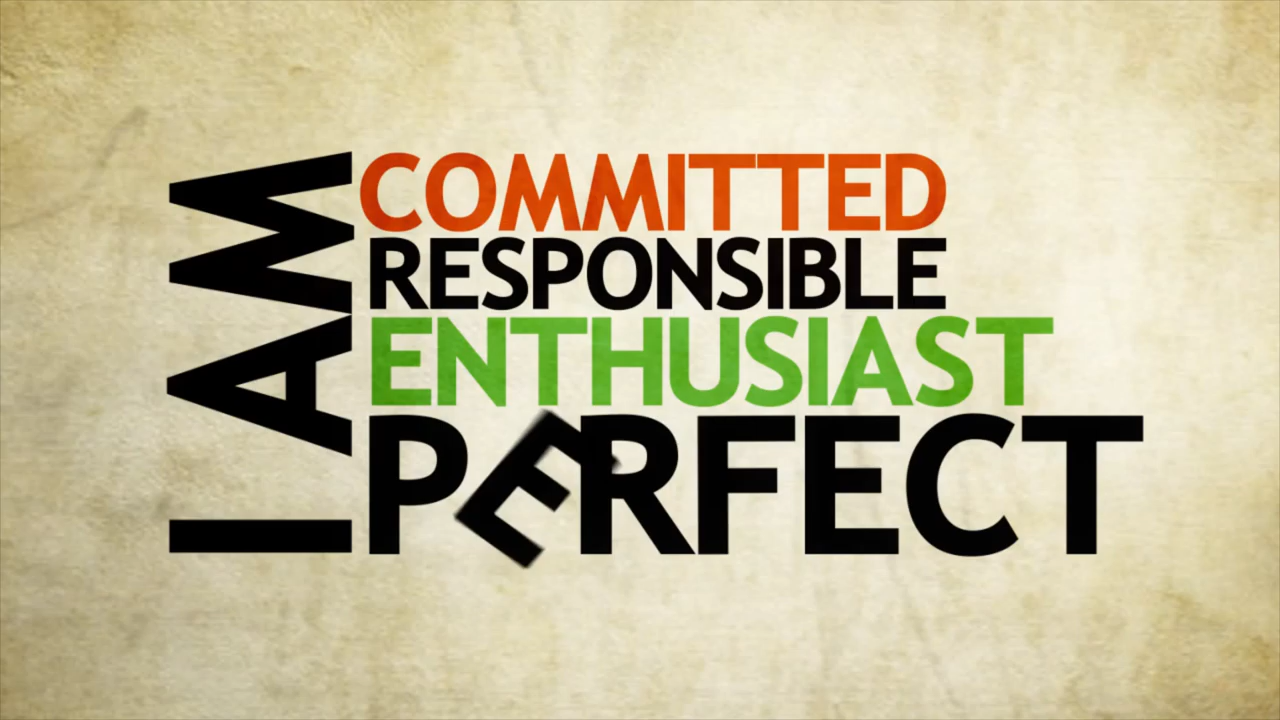 I AM
COMMITTED
RESPONSIBLE
ENTHUSIAST
PERFECT